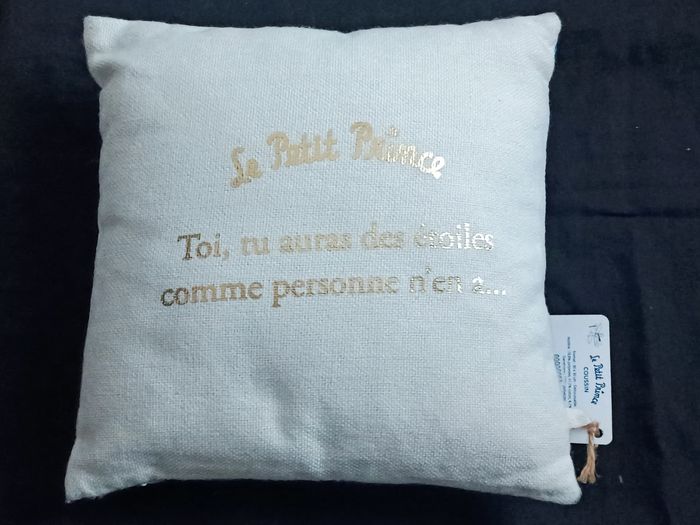 Le Petit Prince
Toi, tu auras des étoiles
comme personne n'en a...
Le Petit Prince
COUSSIN